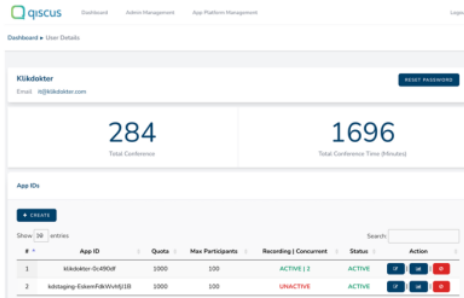 qiscus Dashboard Admin Management App Platform Management Logo
Dashboard ▸ User Details
Klikdokter
RESET PASSWORD
Email: it@klikdokter.com
284 1696
Total Conference Total Conference Time (Minutes)
App IDs
+ CREATE
Show 10 entries Search:
# App ID Quota Max Participants Recording | Concurrent Status Action
1 klikdokter-0c490df 1000 100 ACTIVE | 2 ACTIVE
2 1000 100 UNACTIVE ACTIVE